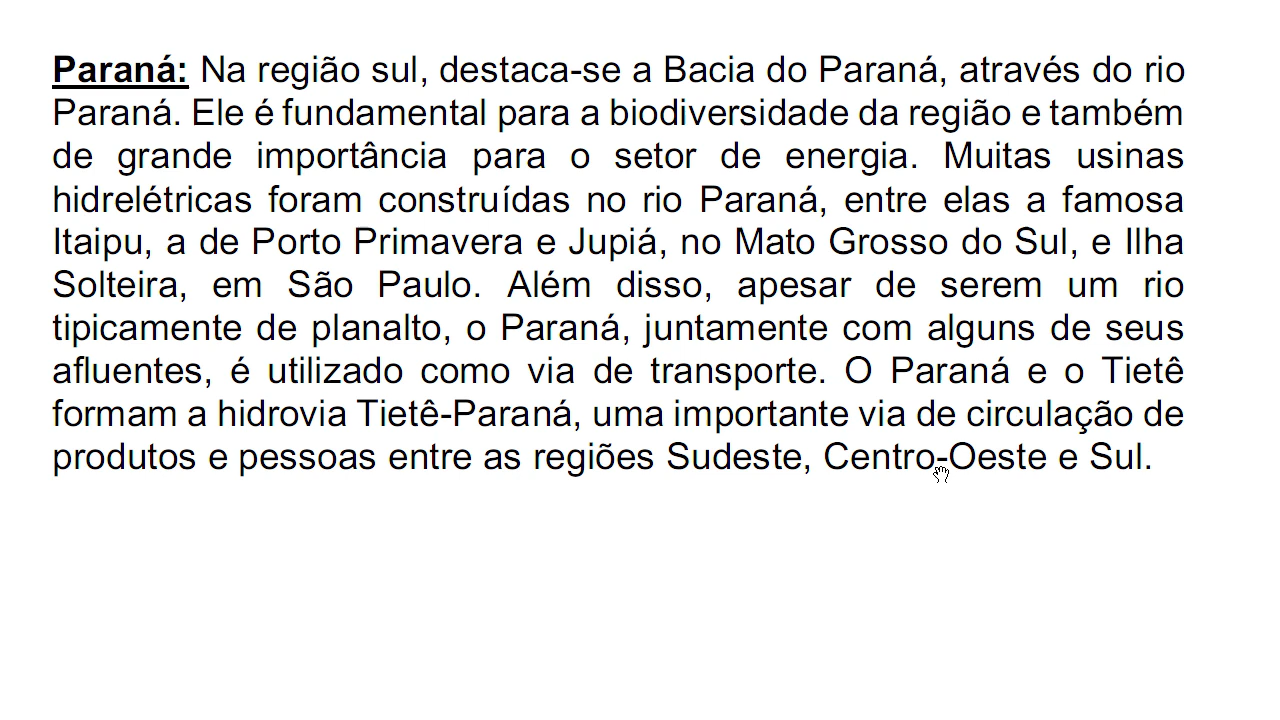 Paraná: Na região sul, destaca-se a Bacia do Paraná, através do rio
Paraná. Ele é fundamental para a biodiversidade da região e também
de grande importância para o setor de energia. Muitas usinas
hidrelétricas foram construídas no rio Paraná, entre elas a famosa
Itaipu, a de Porto Primavera e Jupiá, no Mato Grosso do Sul, e Ilha
Solteira, em São Paulo. Além disso, apesar de serem um rio
tipicamente de planalto, o Paraná, juntamente com alguns de seus
afluentes, é utilizado como via de transporte. O Paraná e o Tietê
formam a hidrovia Tietê-Paraná, uma importante via de circulação de
produtos e pessoas entre as regiões Sudeste, Centro-Oeste e Sul.